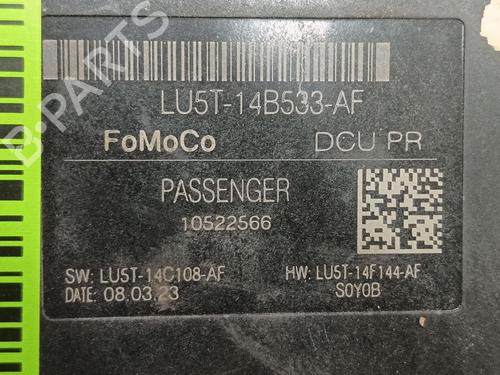 LU5T-14B533-AF
FoMoCo DCU PR
PASSENGER
10522566
SW: LU5T-14C108-AF HW: LU5T-14F144-AF
DATE: 08.03.23 S0Y0B